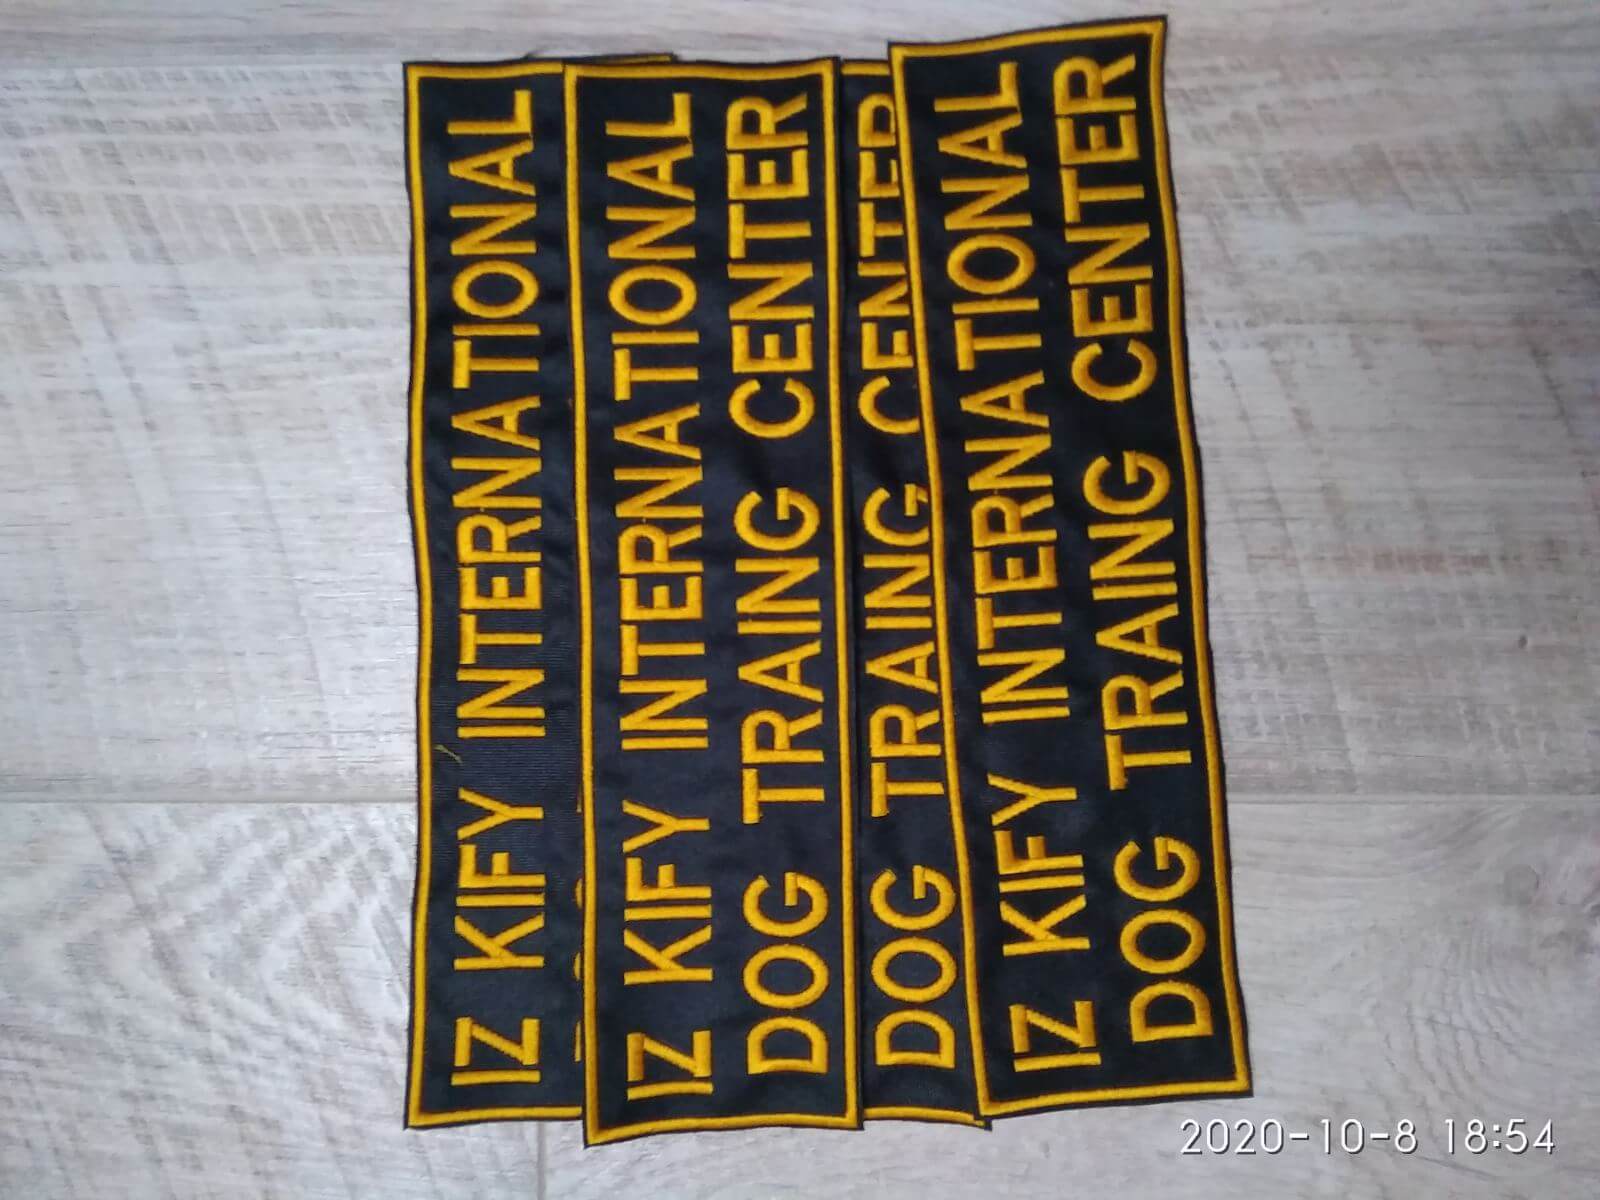 IZ KIFY INTERNATIONAL
IZ KIFY INTERNATIONAL
DOG TRAING CENTER
DOG TRAING CENTER
IZ KIFY INTERNATIONAL
DOG TRAING CENTER
2020-10-8 18:54